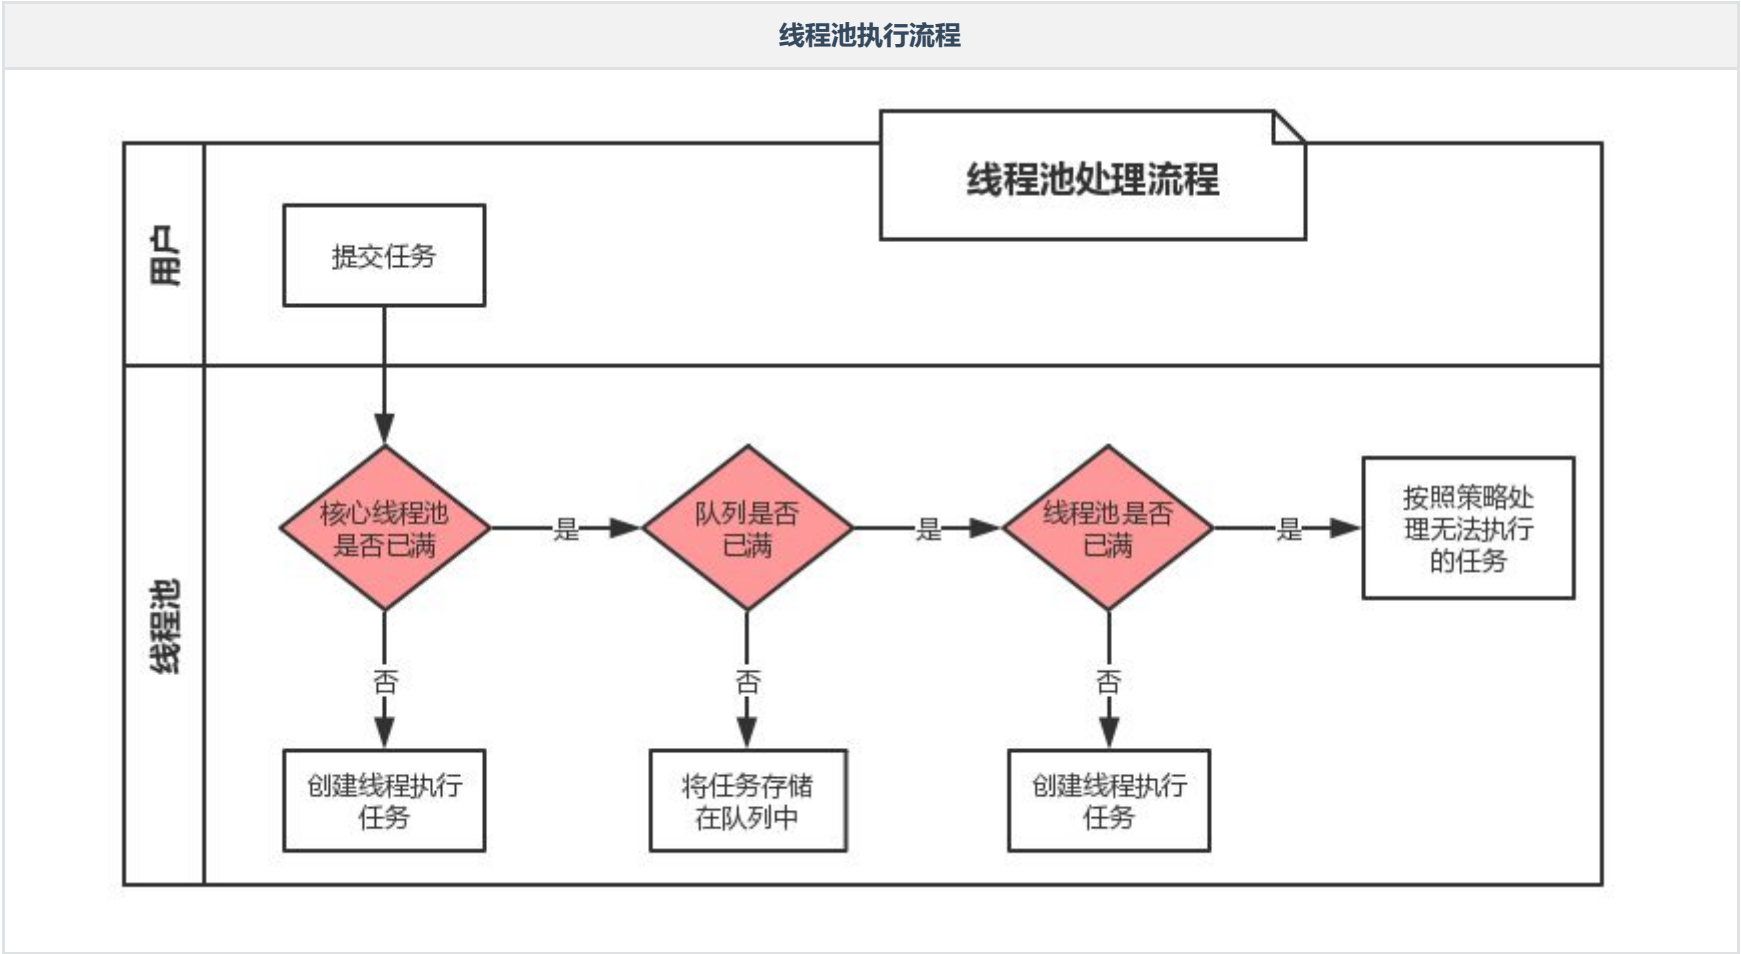 线程池执行流程
线程池处理流程
用户
提交任务
线程池
核心线程池
是否已满
是
队列是否
已满
是
线程池是否
已满
是
按照策略处
理无法执行
的任务
否
否
否
创建线程执行
任务
将任务存储
在队列中
创建线程执行
任务